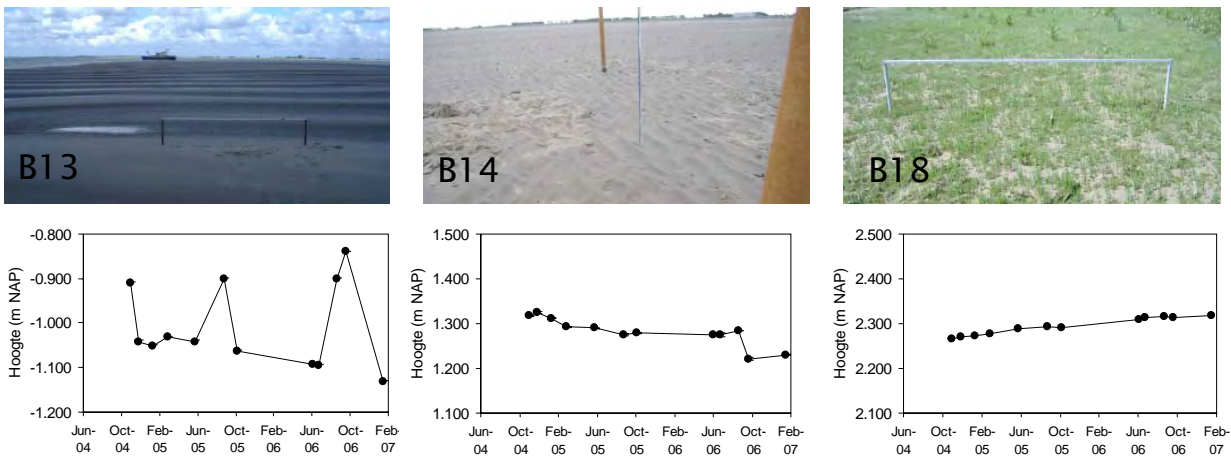 B13
B14
B18
Hoogte (m NAP)
-0.800
-0.900
-1.000
-1.100
-1.200
Jun-
04
Oct-
04
Feb-
05
Jun-
05
Oct-
05
Feb-
06
Jun-
06
Oct-
06
Feb-
07
Hoogte (m NAP)
1.500
1.400
1.300
1.200
1.100
Jun-
04
Oct-
04
Feb-
05
Jun-
05
Oct-
05
Feb-
06
Jun-
06
Oct-
06
Feb-
07
Hoogte (m NAP)
2.500
2.400
2.300
2.200
2.100
Jun-
04
Oct-
04
Feb-
05
Jun-
05
Oct-
05
Feb-
06
Jun-
06
Oct-
06
Feb-
07